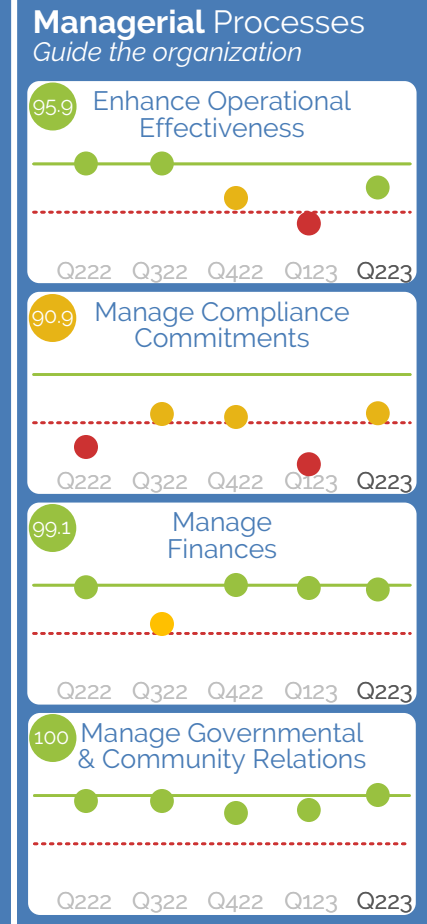 Managerial Processes
Guide the organization
95.9
Enhance Operational
Effectiveness
Q222 Q322 Q422 Q123 Q223
90.9
Manage Compliance
Commitments
Q222 Q322 Q422 Q123 Q223
99.1
Manage
Finances
Q222 Q322 Q422 Q123 Q223
100
Manage Governmental
& Community Relations
Q222 Q322 Q422 Q123 Q223